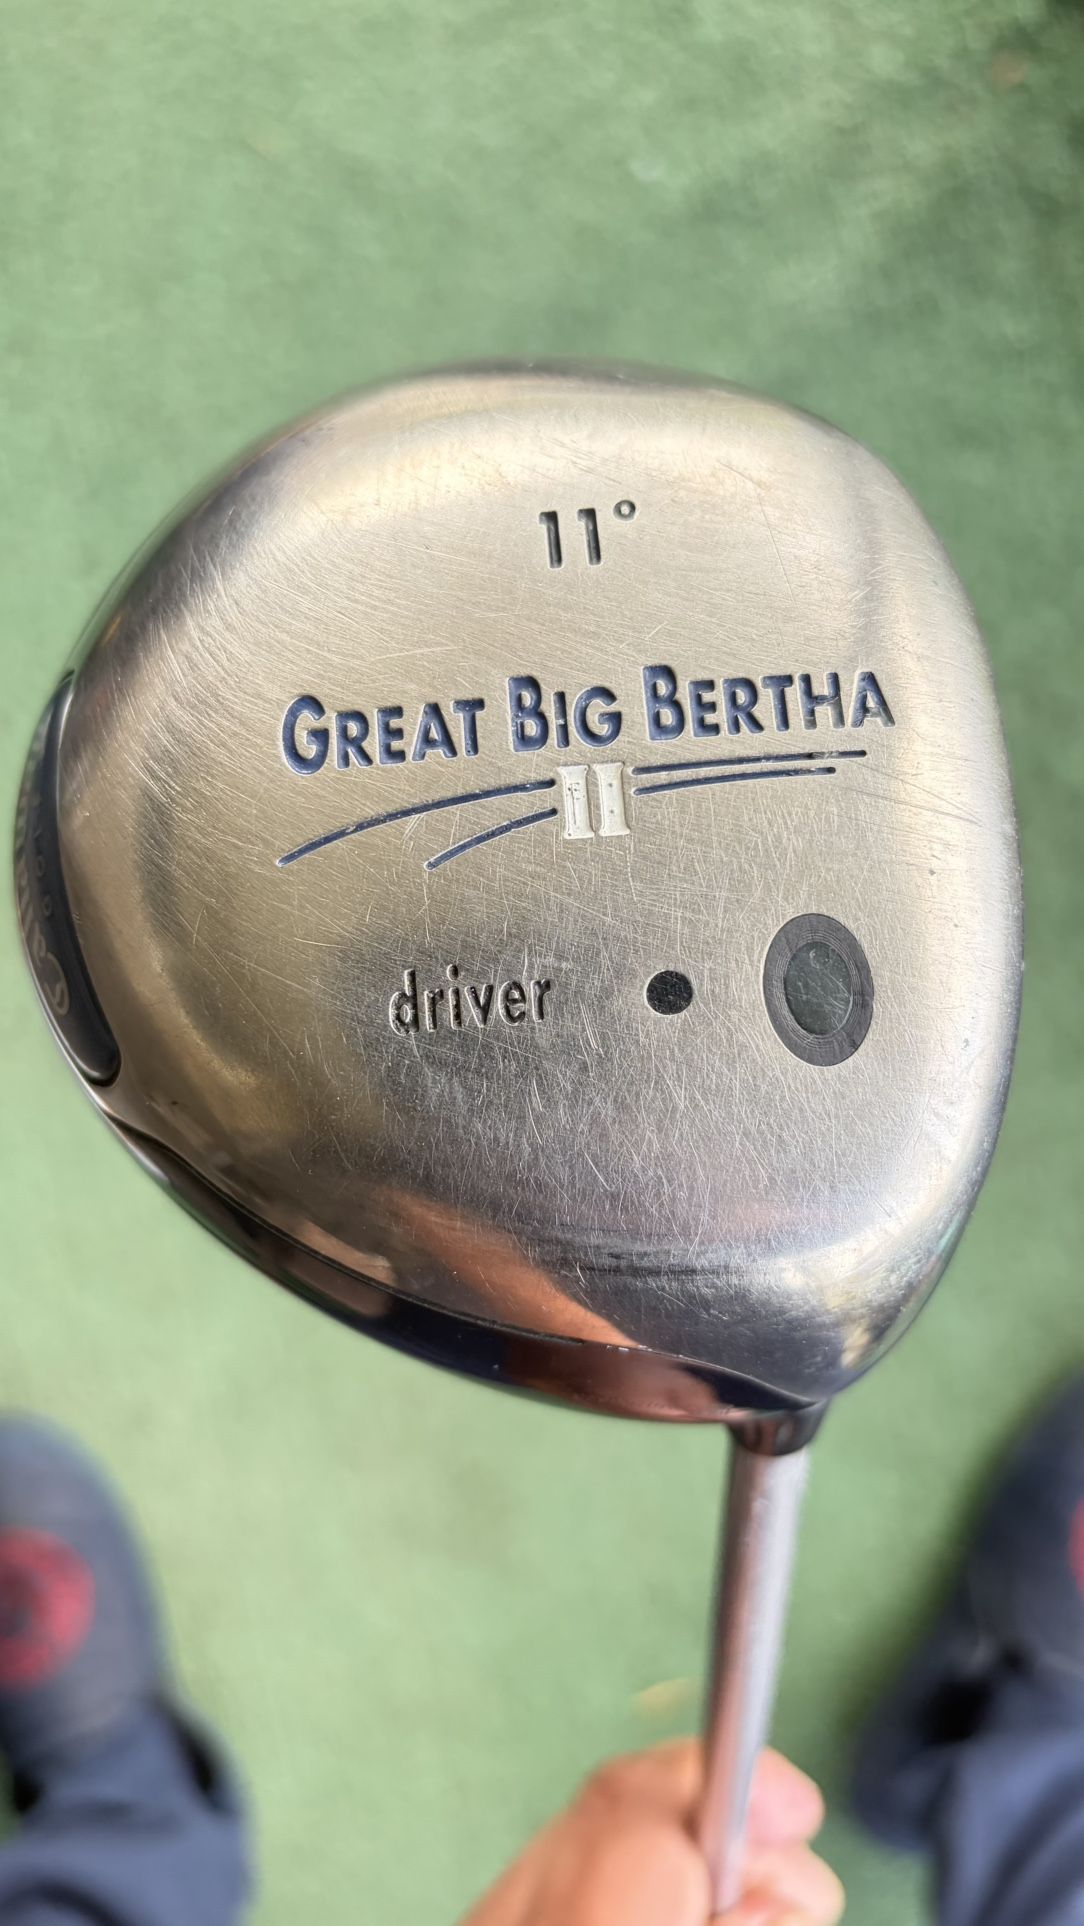 11°
GREAT BIG BERTHA
II
driver